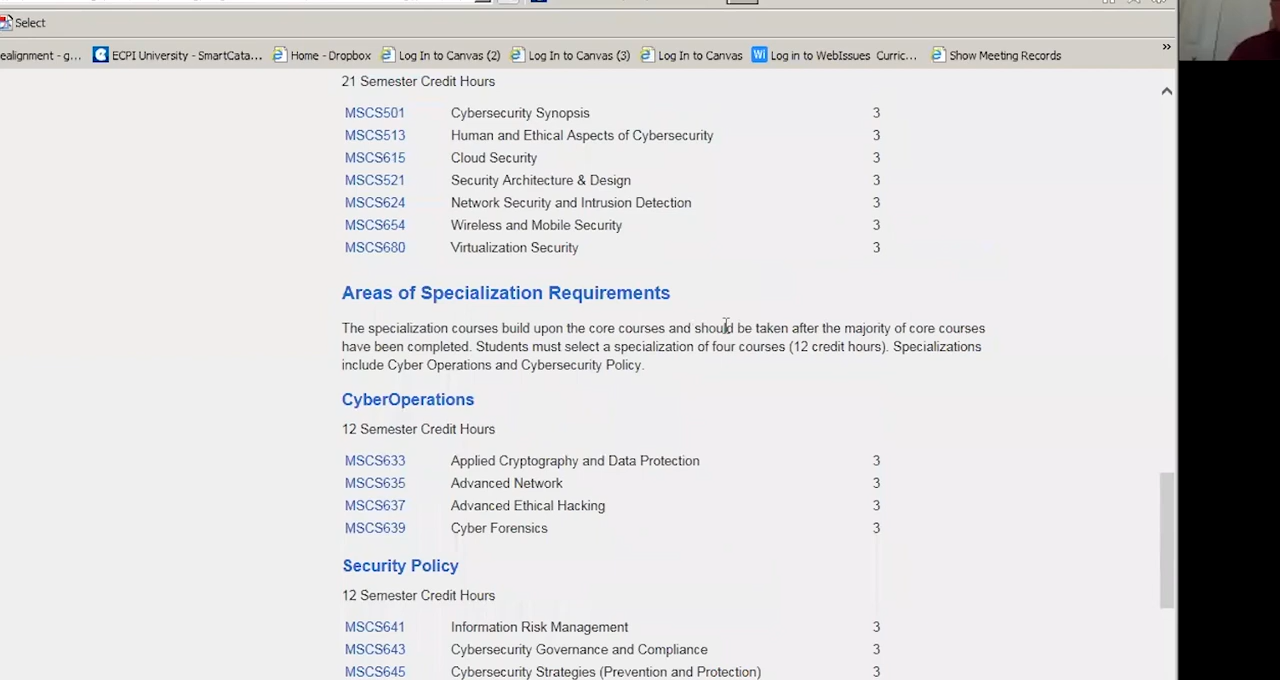 Select
ealignment - g... ECPI University - SmartCata... Home - Dropbox Log In to Canvas (2) Log In to Canvas (3) Log In to Canvas Wi Log in to WebIssues Curric... Show Meeting Records »
21 Semester Credit Hours
MSCS501 Cybersecurity Synopsis 3
MSCS513 Human and Ethical Aspects of Cybersecurity 3
MSCS615 Cloud Security 3
MSCS521 Security Architecture & Design 3
MSCS624 Network Security and Intrusion Detection 3
MSCS654 Wireless and Mobile Security 3
MSCS680 Virtualization Security 3
Areas of Specialization Requirements
The specialization courses build upon the core courses and should be taken after the majority of core courses
have been completed. Students must select a specialization of four courses (12 credit hours). Specializations
include Cyber Operations and Cybersecurity Policy.
CyberOperations
12 Semester Credit Hours
MSCS633 Applied Cryptography and Data Protection 3
MSCS635 Advanced Network 3
MSCS637 Advanced Ethical Hacking 3
MSCS639 Cyber Forensics 3
Security Policy
12 Semester Credit Hours
MSCS641 Information Risk Management 3
MSCS643 Cybersecurity Governance and Compliance 3
MSCS645 Cybersecurity Strategies (Prevention and Protection) 3